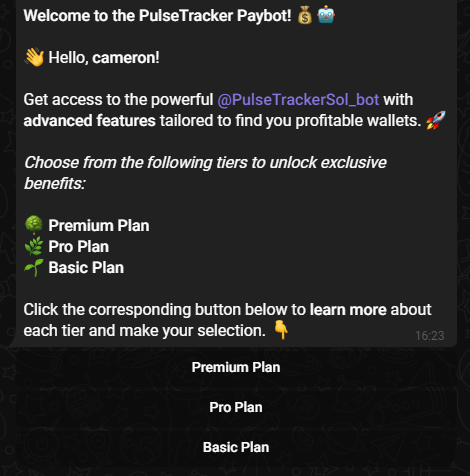 Welcome to the PulseTracker Paybot! 💰🤖
👋 Hello, cameron!
Get access to the powerful @PulseTrackerSol_bot with
advanced features tailored to find you profitable wallets. 🚀
Choose from the following tiers to unlock exclusive
benefits:
🌳 Premium Plan
🌿 Pro Plan
🌱 Basic Plan
Click the corresponding button below to learn more about
each tier and make your selection. 👇
16:23
Premium Plan
Pro Plan
Basic Plan